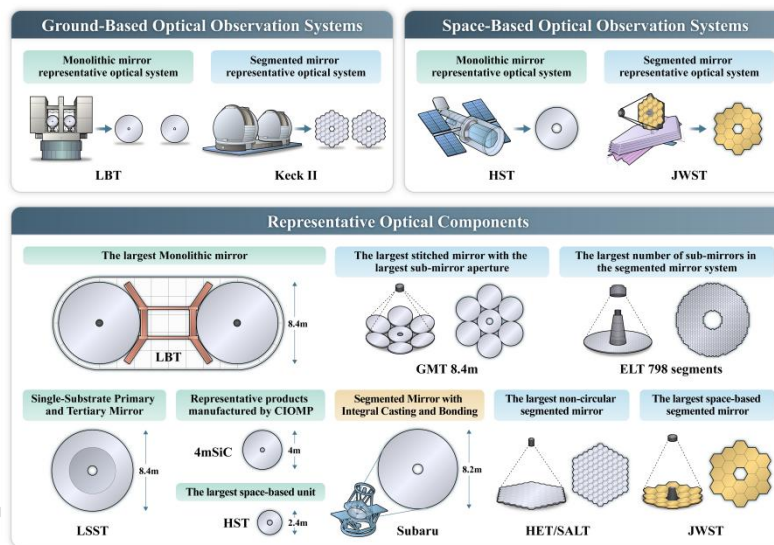 Ground-Based Optical Observation Systems
Monolithic mirror
representative optical system
Segmented mirror
representative optical system
LBT
Keck II
Space-Based Optical Observation Systems
Monolithic mirror
representative optical system
Segmented mirror
representative optical system
HST
JWST
Representative Optical Components
The largest Monolithic mirror
8.4m
LBT
The largest stitched mirror with the
largest sub-mirror aperture
GMT 8.4m
The largest number of sub-mirrors in
the segmented mirror system
ELT 798 segments
Single-Substrate Primary
and Tertiary Mirror
8.4m
LSST
Representative products
manufactured by CIOMP
4mSiC
4m
The largest space-based unit
HST
2.4m
Segmented Mirror with
Integral Casting and Bonding
8.2m
Subaru
The largest non-circular
segmented mirror
HET/SALT
The largest space-based
segmented mirror
JWST